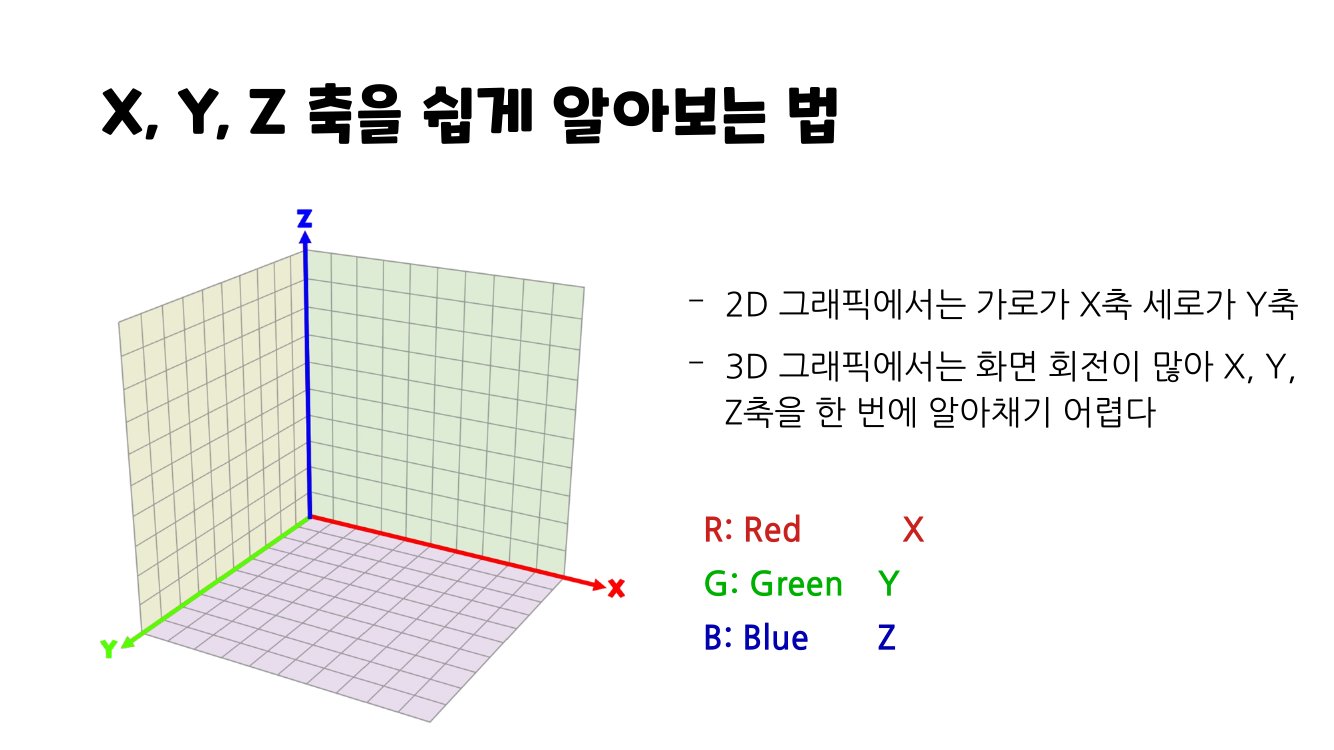 X, Y, Z 축을 쉽게 알아보는 법
Z
X
Y
- 2D 그래픽에서는 가로가 X축 세로가 Y축
- 3D 그래픽에서는 화면 회전이 많아 X, Y,
Z축을 한 번에 알아채기 어렵다
R: Red X
G: Green Y
B: Blue Z